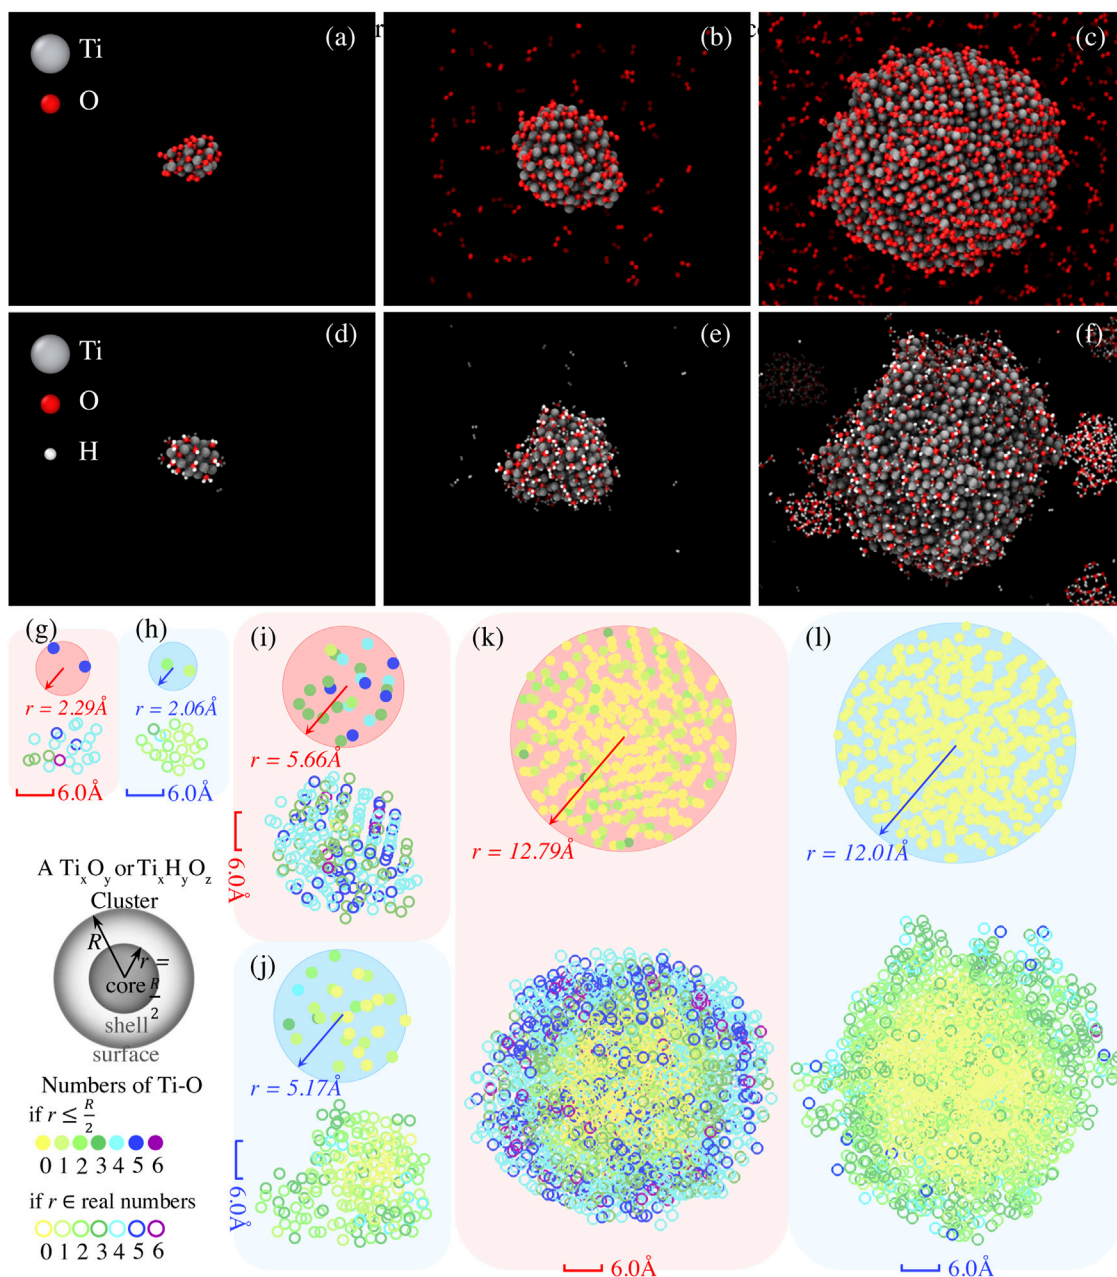 (a)
(b)
(c)
Ti
O
(d)
(e)
(f)
Ti
O
H
(g)
(h)
(i)
(k)
(l)
r = 2.29Å
r = 2.06Å
r = 5.66Å
r = 12.79Å
r = 12.01Å
6.0Å
6.0Å
6.0Å
A TixOy or TixHyOz
Cluster
R
r =
core R/2
shell
surface
(j)
r = 5.17Å
6.0Å
Numbers of Ti-O
if r ≤ R/2
0 1 2 3 4 5 6
if r ∈ real numbers
0 1 2 3 4 5 6
6.0Å
6.0Å